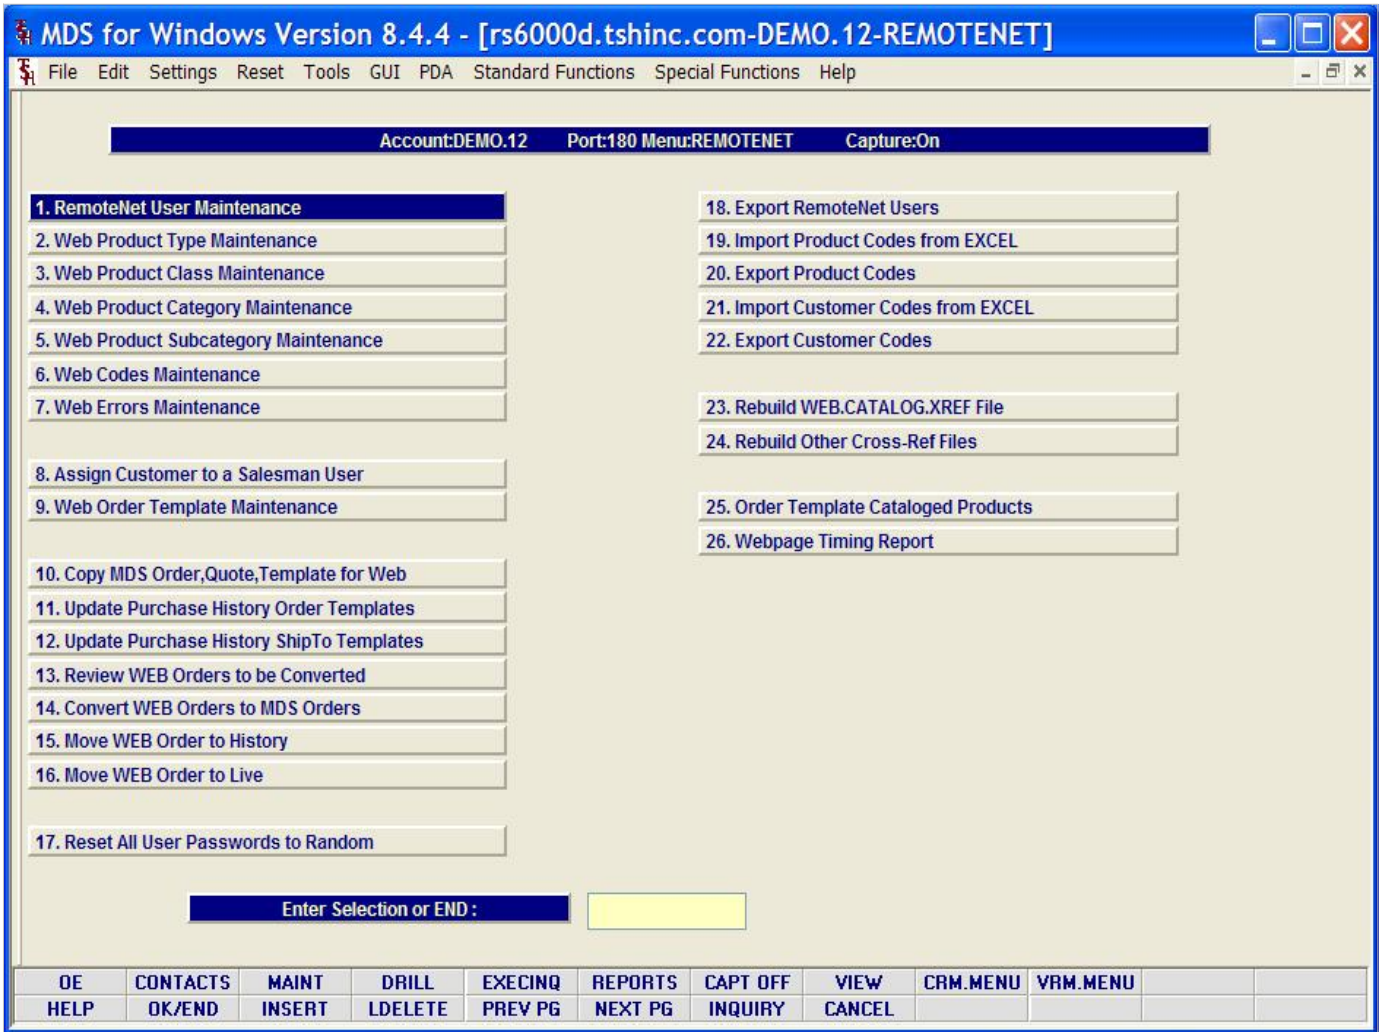 MDS for Windows Version 8.4.4 - [rs6000d.tshinc.com-DEMO.12-REMOTENET]
File Edit Settings Reset Tools GUI PDA Standard Functions Special Functions Help
Account:DEMO.12 Port:180 Menu:REMOTENET Capture:On
1. RemoteNet User Maintenance
2. Web Product Type Maintenance
3. Web Product Class Maintenance
4. Web Product Category Maintenance
5. Web Product Subcategory Maintenance
6. Web Codes Maintenance
7. Web Errors Maintenance
8. Assign Customer to a Salesman User
9. Web Order Template Maintenance
10. Copy MDS Order,Quote,Template for Web
11. Update Purchase History Order Templates
12. Update Purchase History ShipTo Templates
13. Review WEB Orders to be Converted
14. Convert WEB Orders to MDS Orders
15. Move WEB Order to History
16. Move WEB Order to Live
17. Reset All User Passwords to Random
18. Export RemoteNet Users
19. Import Product Codes from EXCEL
20. Export Product Codes
21. Import Customer Codes from EXCEL
22. Export Customer Codes
23. Rebuild WEB.CATALOG.XREF File
24. Rebuild Other Cross-Ref Files
25. Order Template Cataloged Products
26. Webpage Timing Report
Enter Selection or END :
OE CONTACTS MAINT DRILL EXECINQ REPORTS CAPT OFF VIEW CRM.MENU VRM.MENU
HELP OK/END INSERT LDELETE PREV PG NEXT PG INQUIRY CANCEL